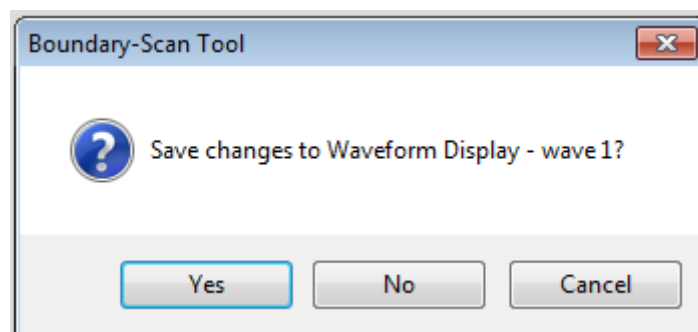 Boundary-Scan Tool
Save changes to Waveform Display - wave 1?
Yes No Cancel